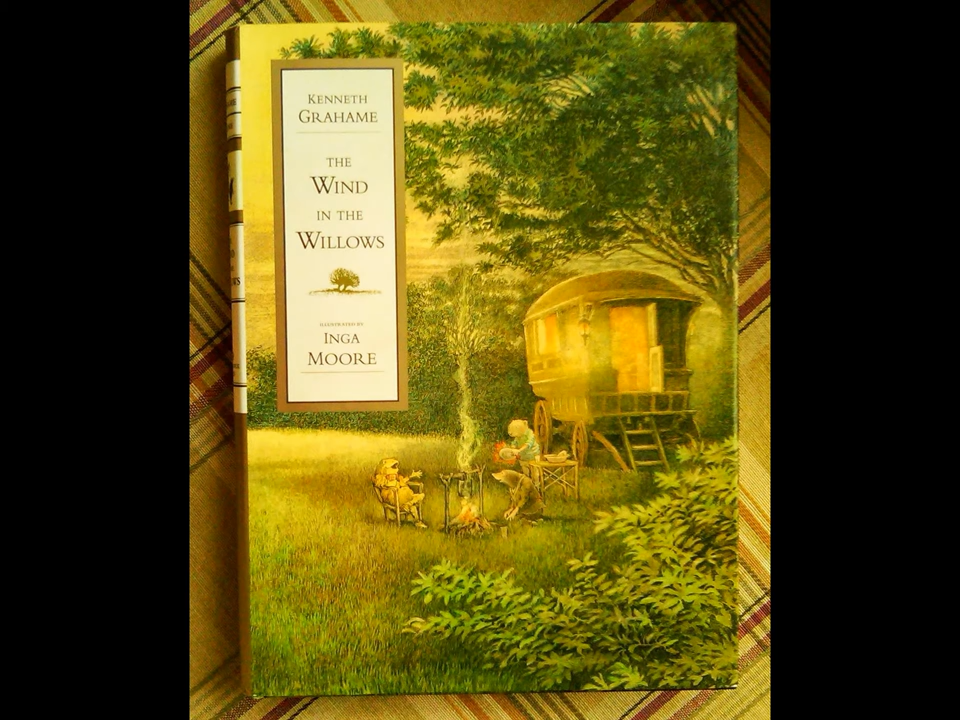 KENNETH
GRAHAME
THE
WIND
IN THE
WILLOWS
ILLUSTRATED BY
INGA
MOORE